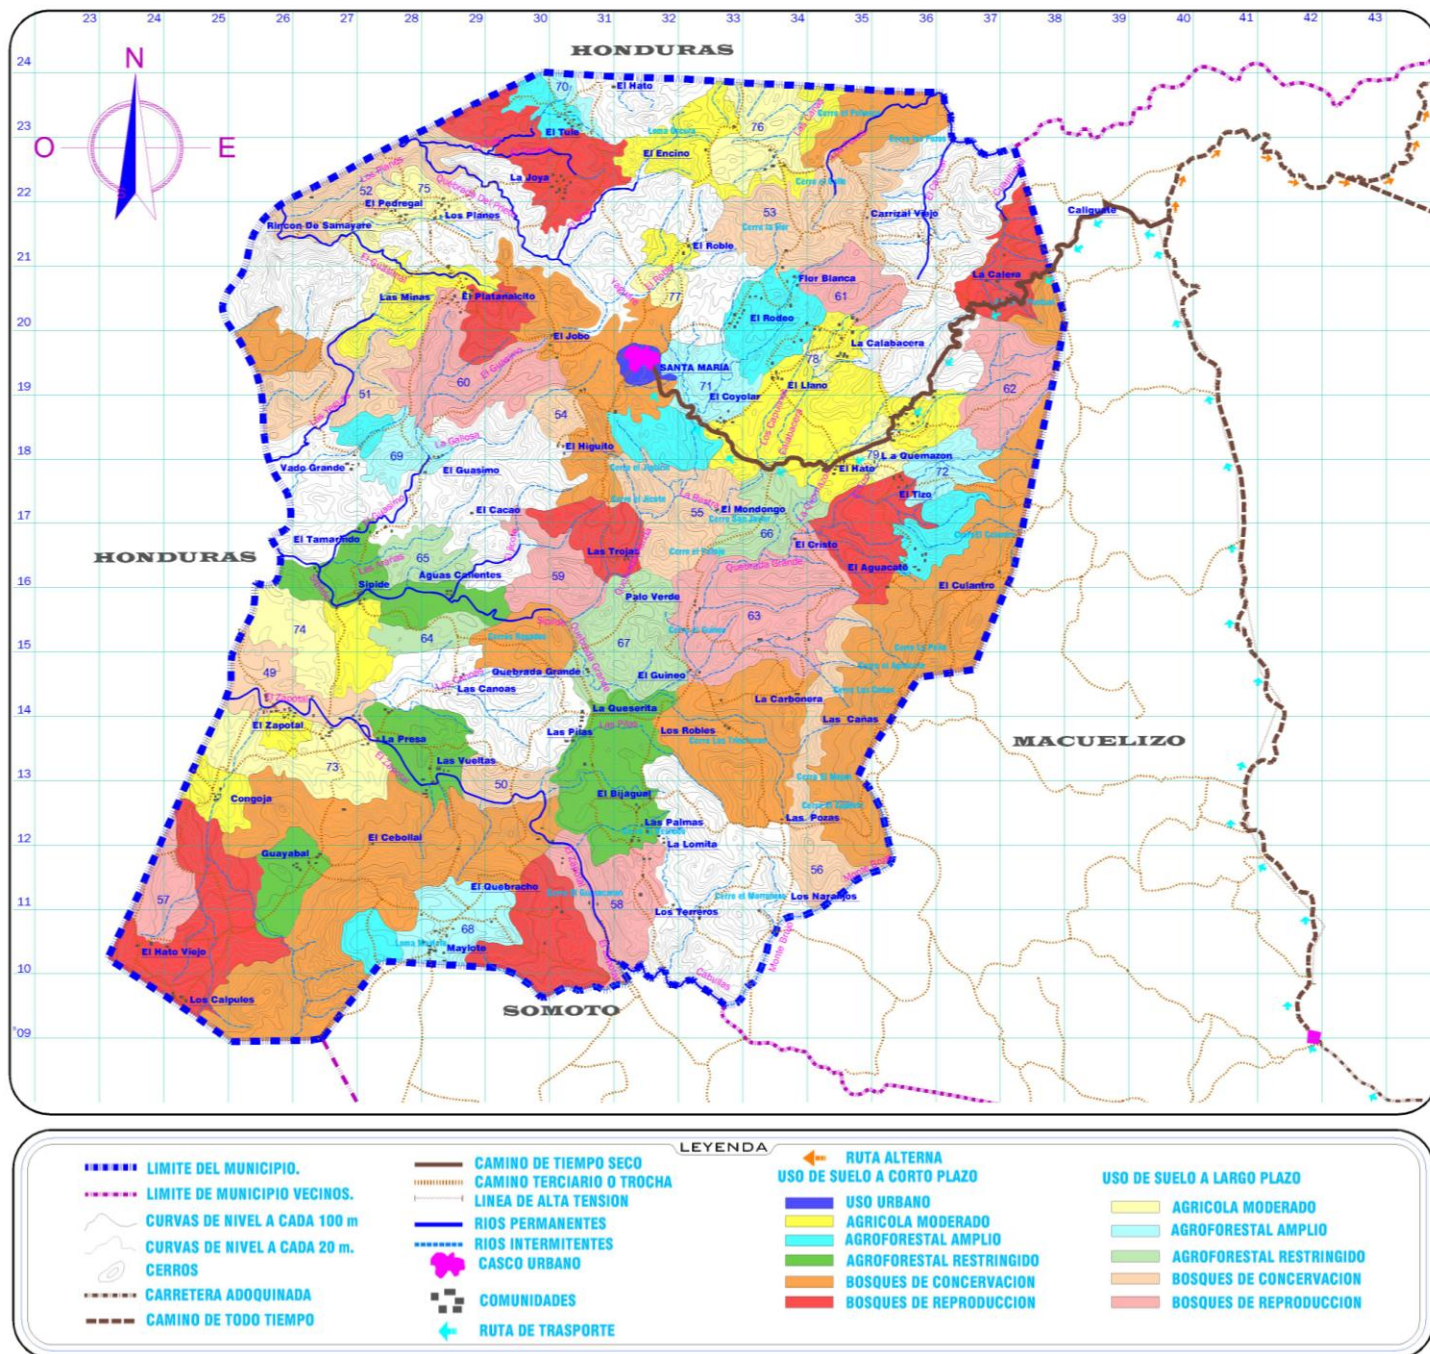 23 24 25 26 27 28 29 30 31 32 33 34 35 36 37 38 39 40 41 42 43
HONDURAS
N
O E
24
70
El Hato
76
23
El Tule
El Encino
La Joya
22
52
75
El Pedregal
Los Planes
Rincon De Samayare
53
Carrizal Viejo
Caligueta
21
El Roble
77
Las Minas
El Platanalcito
Flor Blanca
61
La Calera
El Rodeo
20
El Jobo
La Calabacera
78
19
SANTA MARIA
71
El Llano
60
51
El Coyolar
62
54
18
El Higuito
Vado Grande
69
La Gallosa
El Guasimo
79
El Hato
La Quemazon
72
El Tizo
17
El Cacao
55
El Mondongo
66
El Tamarindo
65
Las Trojas
El Cristo
HONDURAS
16
Sipide
Aguas Calientes
59
Quebrada Grande
El Aguacate
El Culantro
Palo Verde
74
64
67
63
15
49
Quebrada Grande
El Guineo
Las Canoas
La Carbonera
14
El Zapotal
La Presa
Las Pilas
La Queserita
Los Robles
Las Cañas
MACUELIZO
73
Las Vueltas
13
50
Congoja
El Bijagual
Las Palmas
Las Pozas
12
El Cebollal
La Lomita
Guayabal
El Quebracho
56
57
58
Los Naranjos
11
68
Los Terreros
El Hato Viejo
Maylote
10
Cabullas
Monte Brujo
Los Calpules
SOMOTO
°09
LEYENDA
LIMITE DEL MUNICIPIO.
LIMITE DE MUNICIPIO VECINOS.
CURVAS DE NIVEL A CADA 100 m
CURVAS DE NIVEL A CADA 20 m.
CERROS
CARRETERA ADOQUINADA
CAMINO DE TODO TIEMPO
CAMINO DE TIEMPO SECO
CAMINO TERCIARIO O TROCHA
LINEA DE ALTA TENSION
RIOS PERMANENTES
RIOS INTERMITENTES
CASCO URBANO
COMUNIDADES
RUTA DE TRASPORTE
RUTA ALTERNA
USO DE SUELO A CORTO PLAZO
USO URBANO
AGRICOLA MODERADO
AGROFORESTAL AMPLIO
AGROFORESTAL RESTRINGIDO
BOSQUES DE CONCERVACION
BOSQUES DE REPRODUCCION
USO DE SUELO A LARGO PLAZO
AGRICOLA MODERADO
AGROFORESTAL AMPLIO
AGROFORESTAL RESTRINGIDO
BOSQUES DE CONCERVACION
BOSQUES DE REPRODUCCION